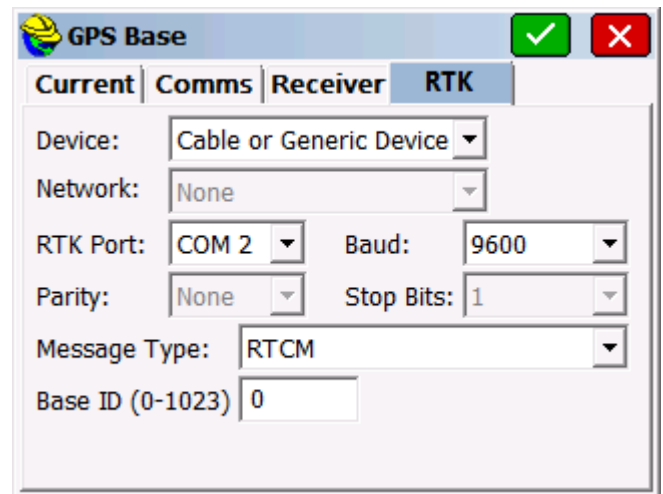 GPS Base
Current Comms Receiver RTK
Device: Cable or Generic Device
Network: None
RTK Port: COM 2 Baud: 9600
Parity: None Stop Bits: 1
Message Type: RTCM
Base ID (0-1023) 0